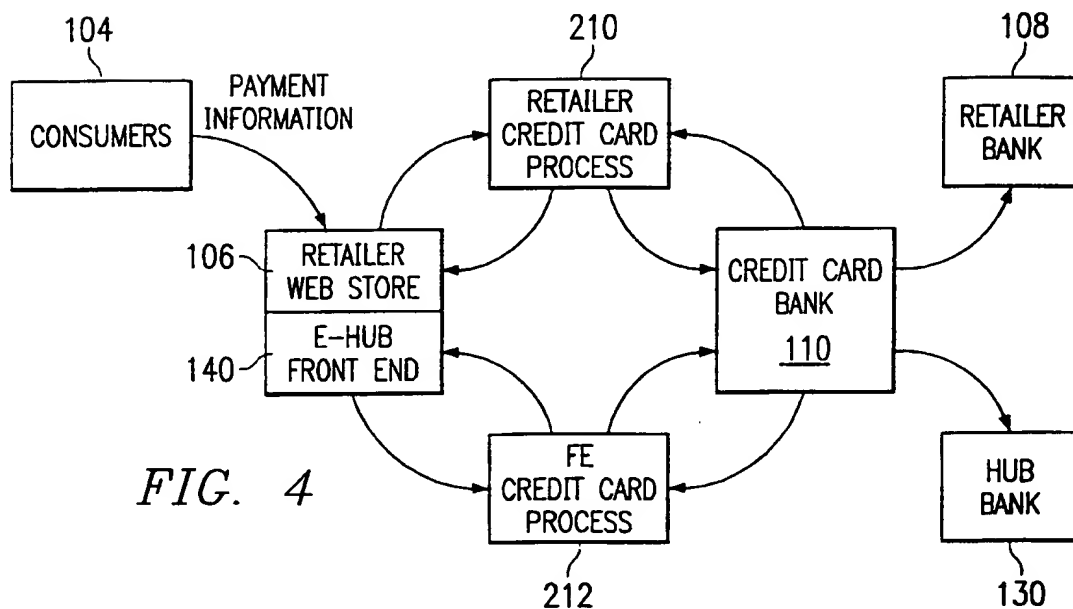 104
210
108
PAYMENT
INFORMATION
CONSUMERS
RETAILER
CREDIT CARD
PROCESS
RETAILER
BANK
106
RETAILER
WEB STORE
CREDIT CARD
BANK
110
140
E-HUB
FRONT END
FE
CREDIT CARD
PROCESS
HUB
BANK
FIG. 4
212
130